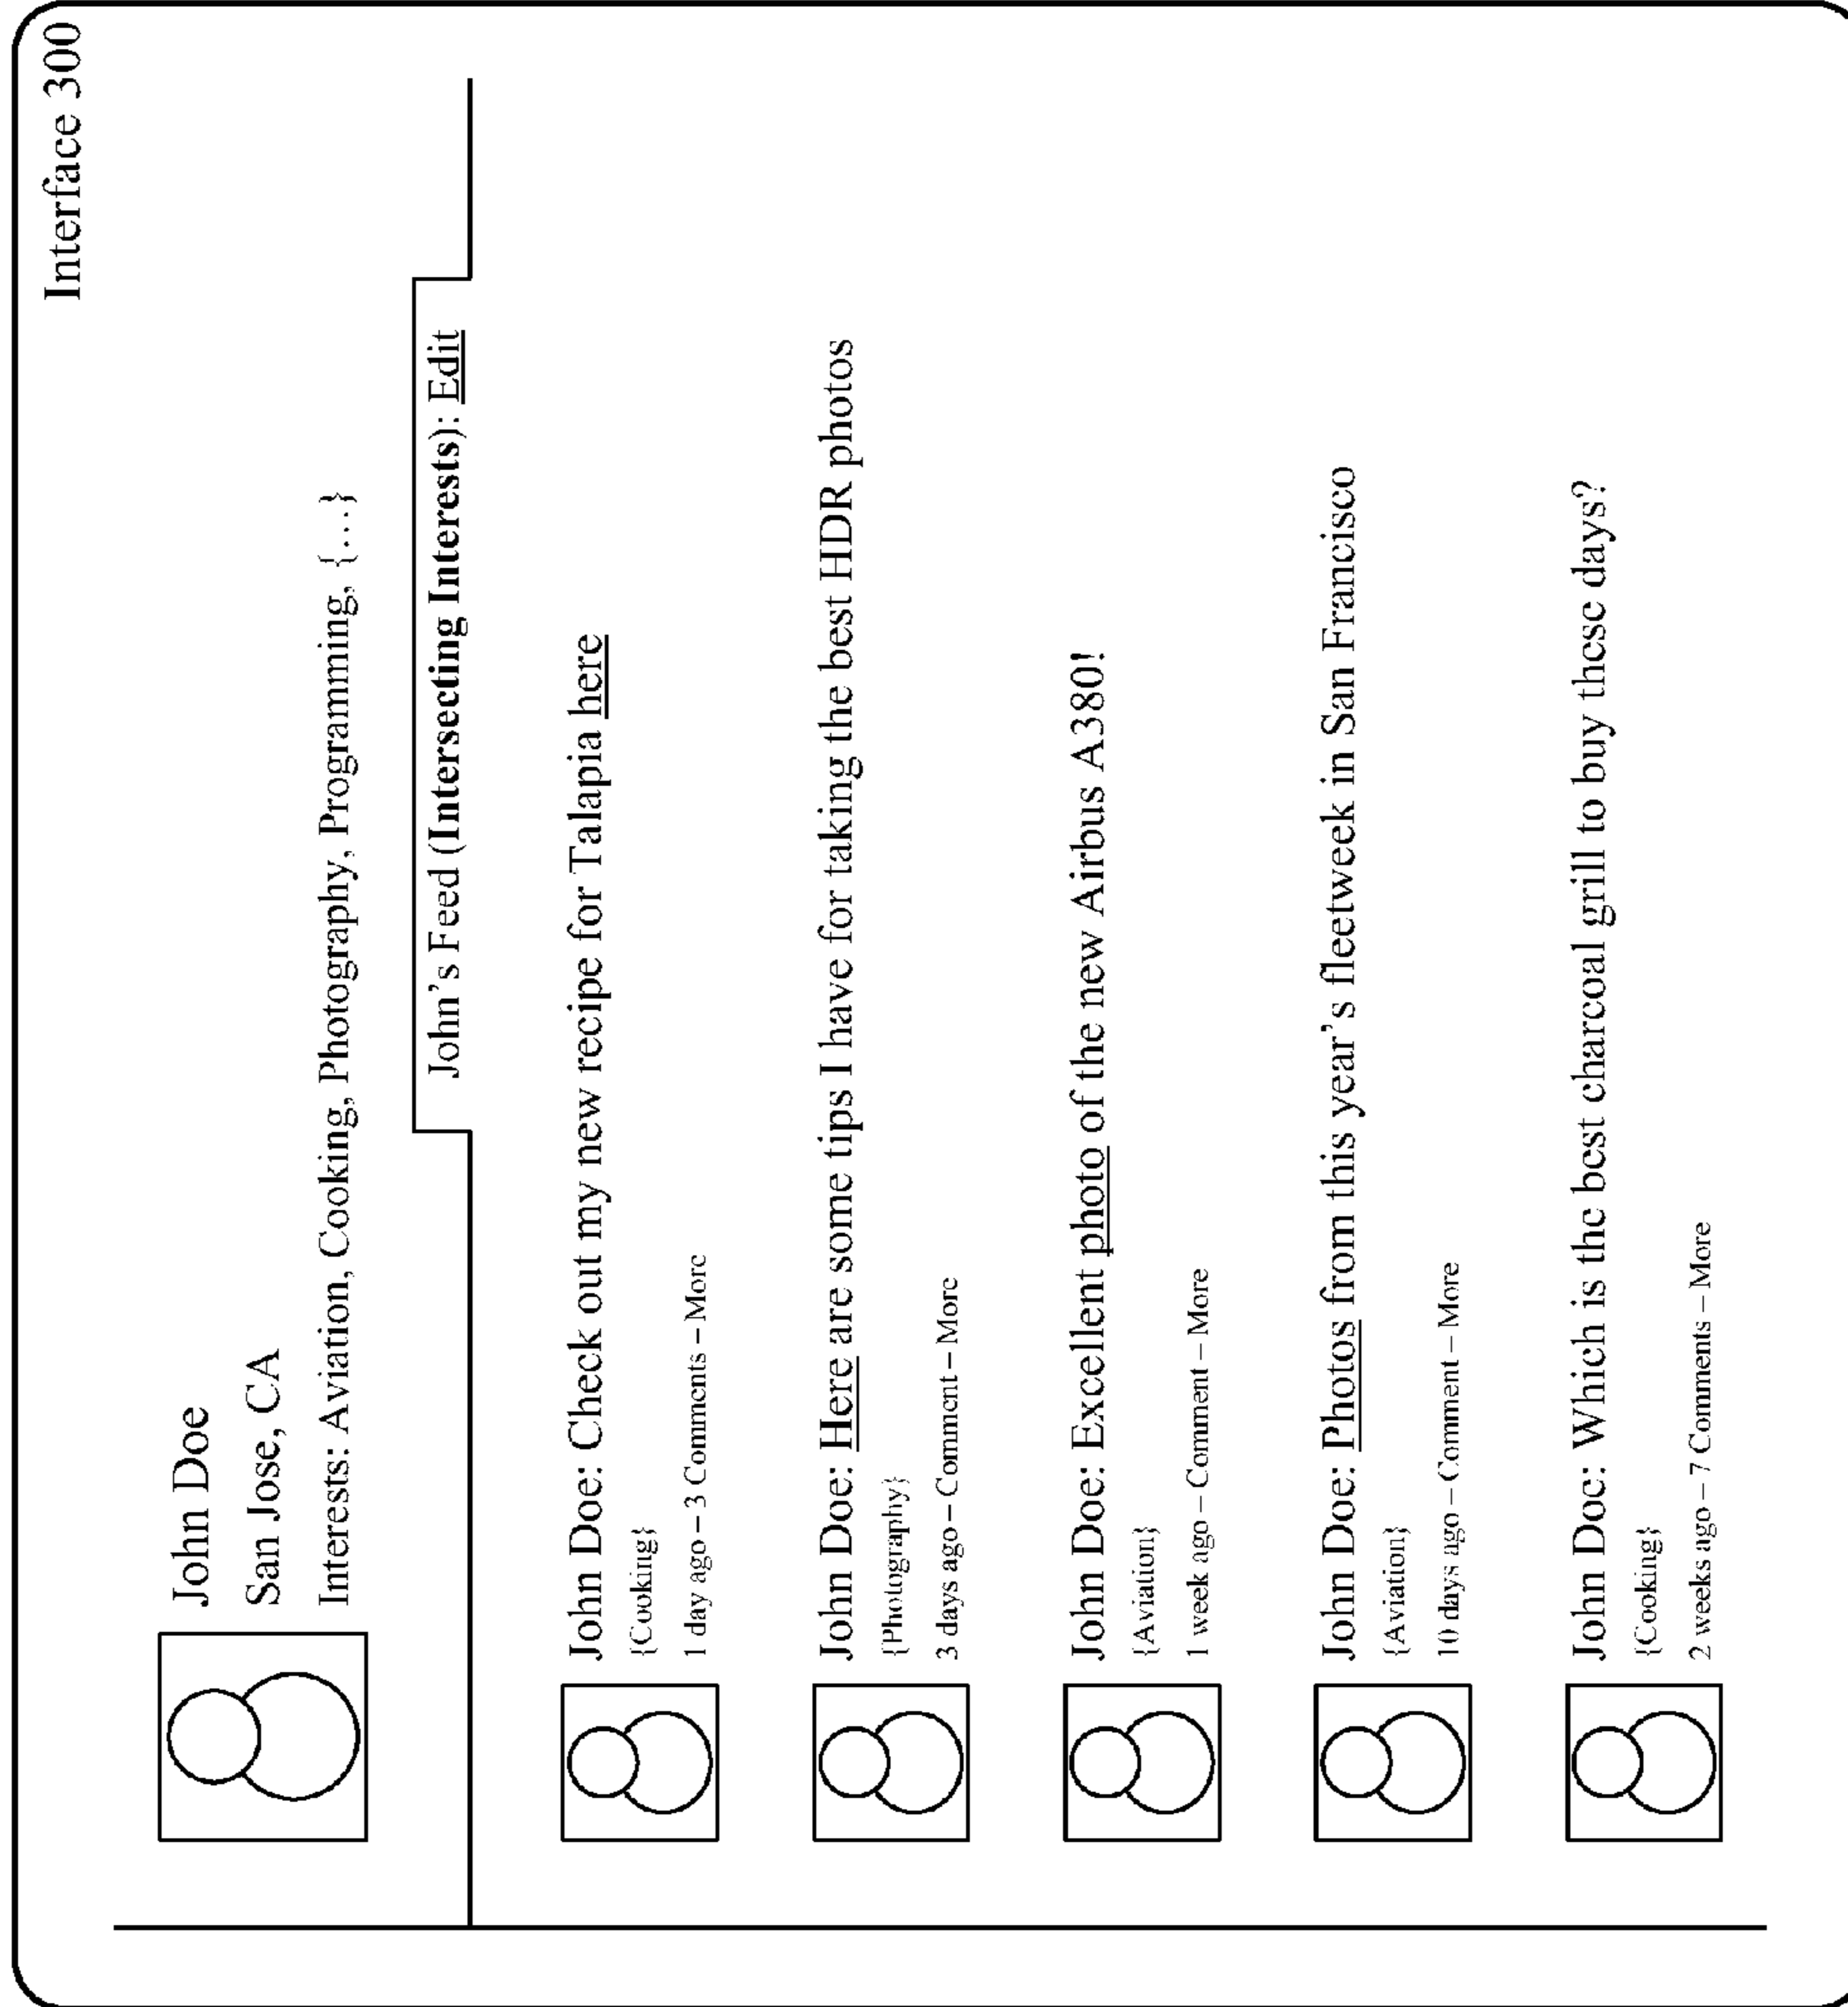 Interface 300
John Doe
San Jose, CA
Interests: Aviation, Cooking, Photography, Programming, {…}
John's Feed (Intersecting Interests): Edit
John Doe: Check out my new recipe for Talapia here
{Cooking}
1 day ago – 3 Comments – More
John Doe: Here are some tips I have for taking the best HDR photos
{Photography}
3 days ago – Comment – More
John Doe: Excellent photo of the new Airbus A380!
{Aviation}
1 week ago – Comment – More
John Doe: Photos from this year's fleetweek in San Francisco
{Aviation}
10 days ago – Comment – More
John Doe: Which is the best charcoal grill to buy these days?
{Cooking}
2 weeks ago – 7 Comments – More